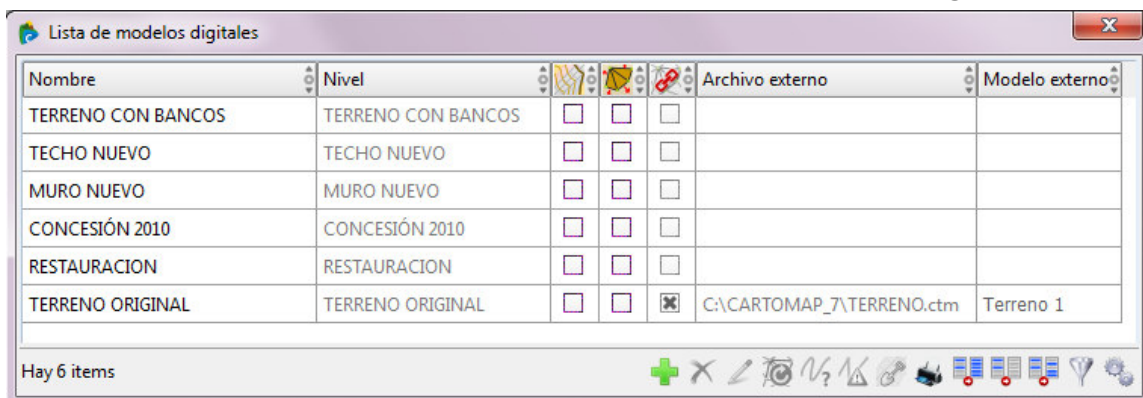 Lista de modelos digitales
Nombre Nivel Archivo externo Modelo externo
TERRENO CON BANCOS TERRENO CON BANCOS
TECHO NUEVO TECHO NUEVO
MURO NUEVO MURO NUEVO
CONCESIÓN 2010 CONCESIÓN 2010
RESTAURACION RESTAURACION
TERRENO ORIGINAL TERRENO ORIGINAL C:\CARTOMAP_7\TERRENO.ctm Terreno 1
Hay 6 items